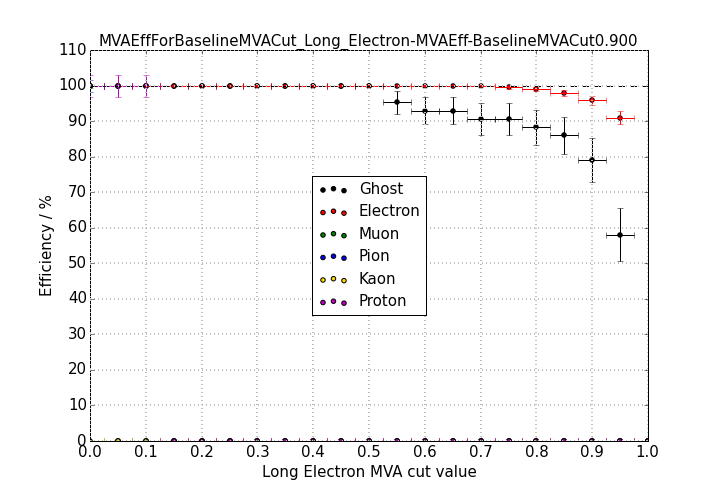 MVAEffForBaselineMVACut_Long_Electron-MVAEff-BaselineMVACut0.900
110
100
90
80
70
60
50
40
30
20
10
0
Efficiency / %
Ghost
Electron
Muon
Pion
Kaon
Proton
0.0 0.1 0.2 0.3 0.4 0.5 0.6 0.7 0.8 0.9 1.0
Long Electron MVA cut value